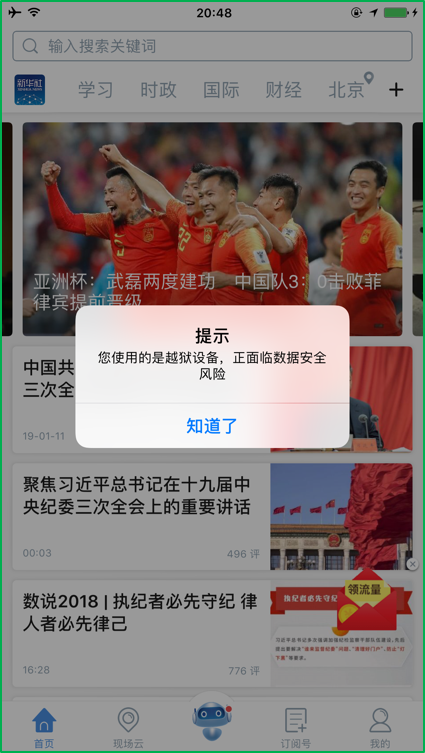 20:48
输入搜索关键词
新华社
学习
时政
国际
财经
北京
亚洲杯：武磊两度建功 中国队3：0击败菲
律宾提前晋级
提示
您使用的是越狱设备，正面临数据安全
风险
知道了
中国共
三次全
19-01-11
聚焦习近平总书记在十九届中
央纪委三次全会上的重要讲话
00:03
496 评
数说2018 | 执纪者必先守纪 律
人者必先律己
16:28
776 评
执纪者必先守纪
领流量
首页
现场云
订阅号
我的